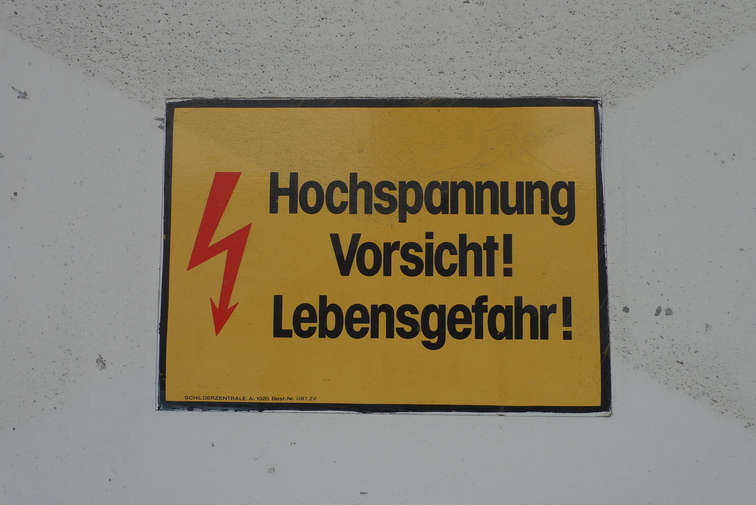 Hochspannung
Vorsicht!
Lebensgefahr!
SCHILDERZENTRALE A-1020 Best.Nr. 081.22